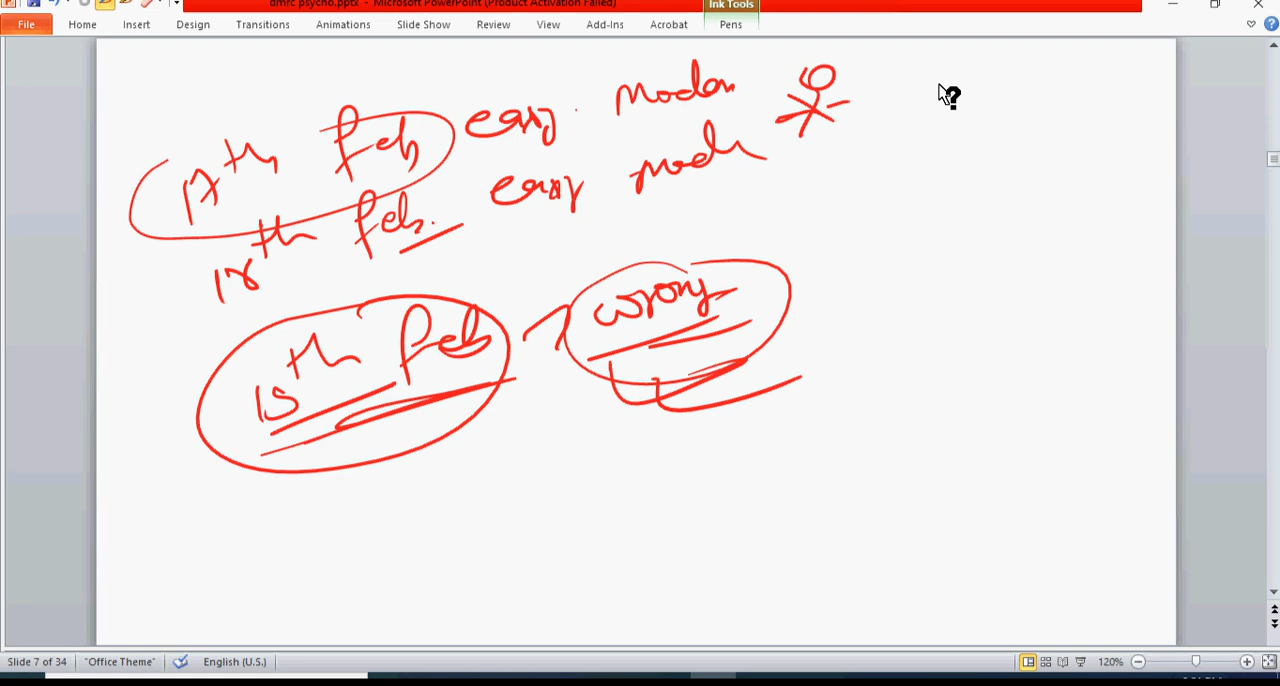 dmrc psycho.pptx - Microsoft PowerPoint (Product Activation Failed)
Ink Tools
File Home Insert Design Transitions Animations Slide Show Review View Add-Ins Acrobat Pens
17th feb easy
18th feb. easy
15th feb wrong
Slide 7 of 34 "Office Theme" English (U.S.) 120%